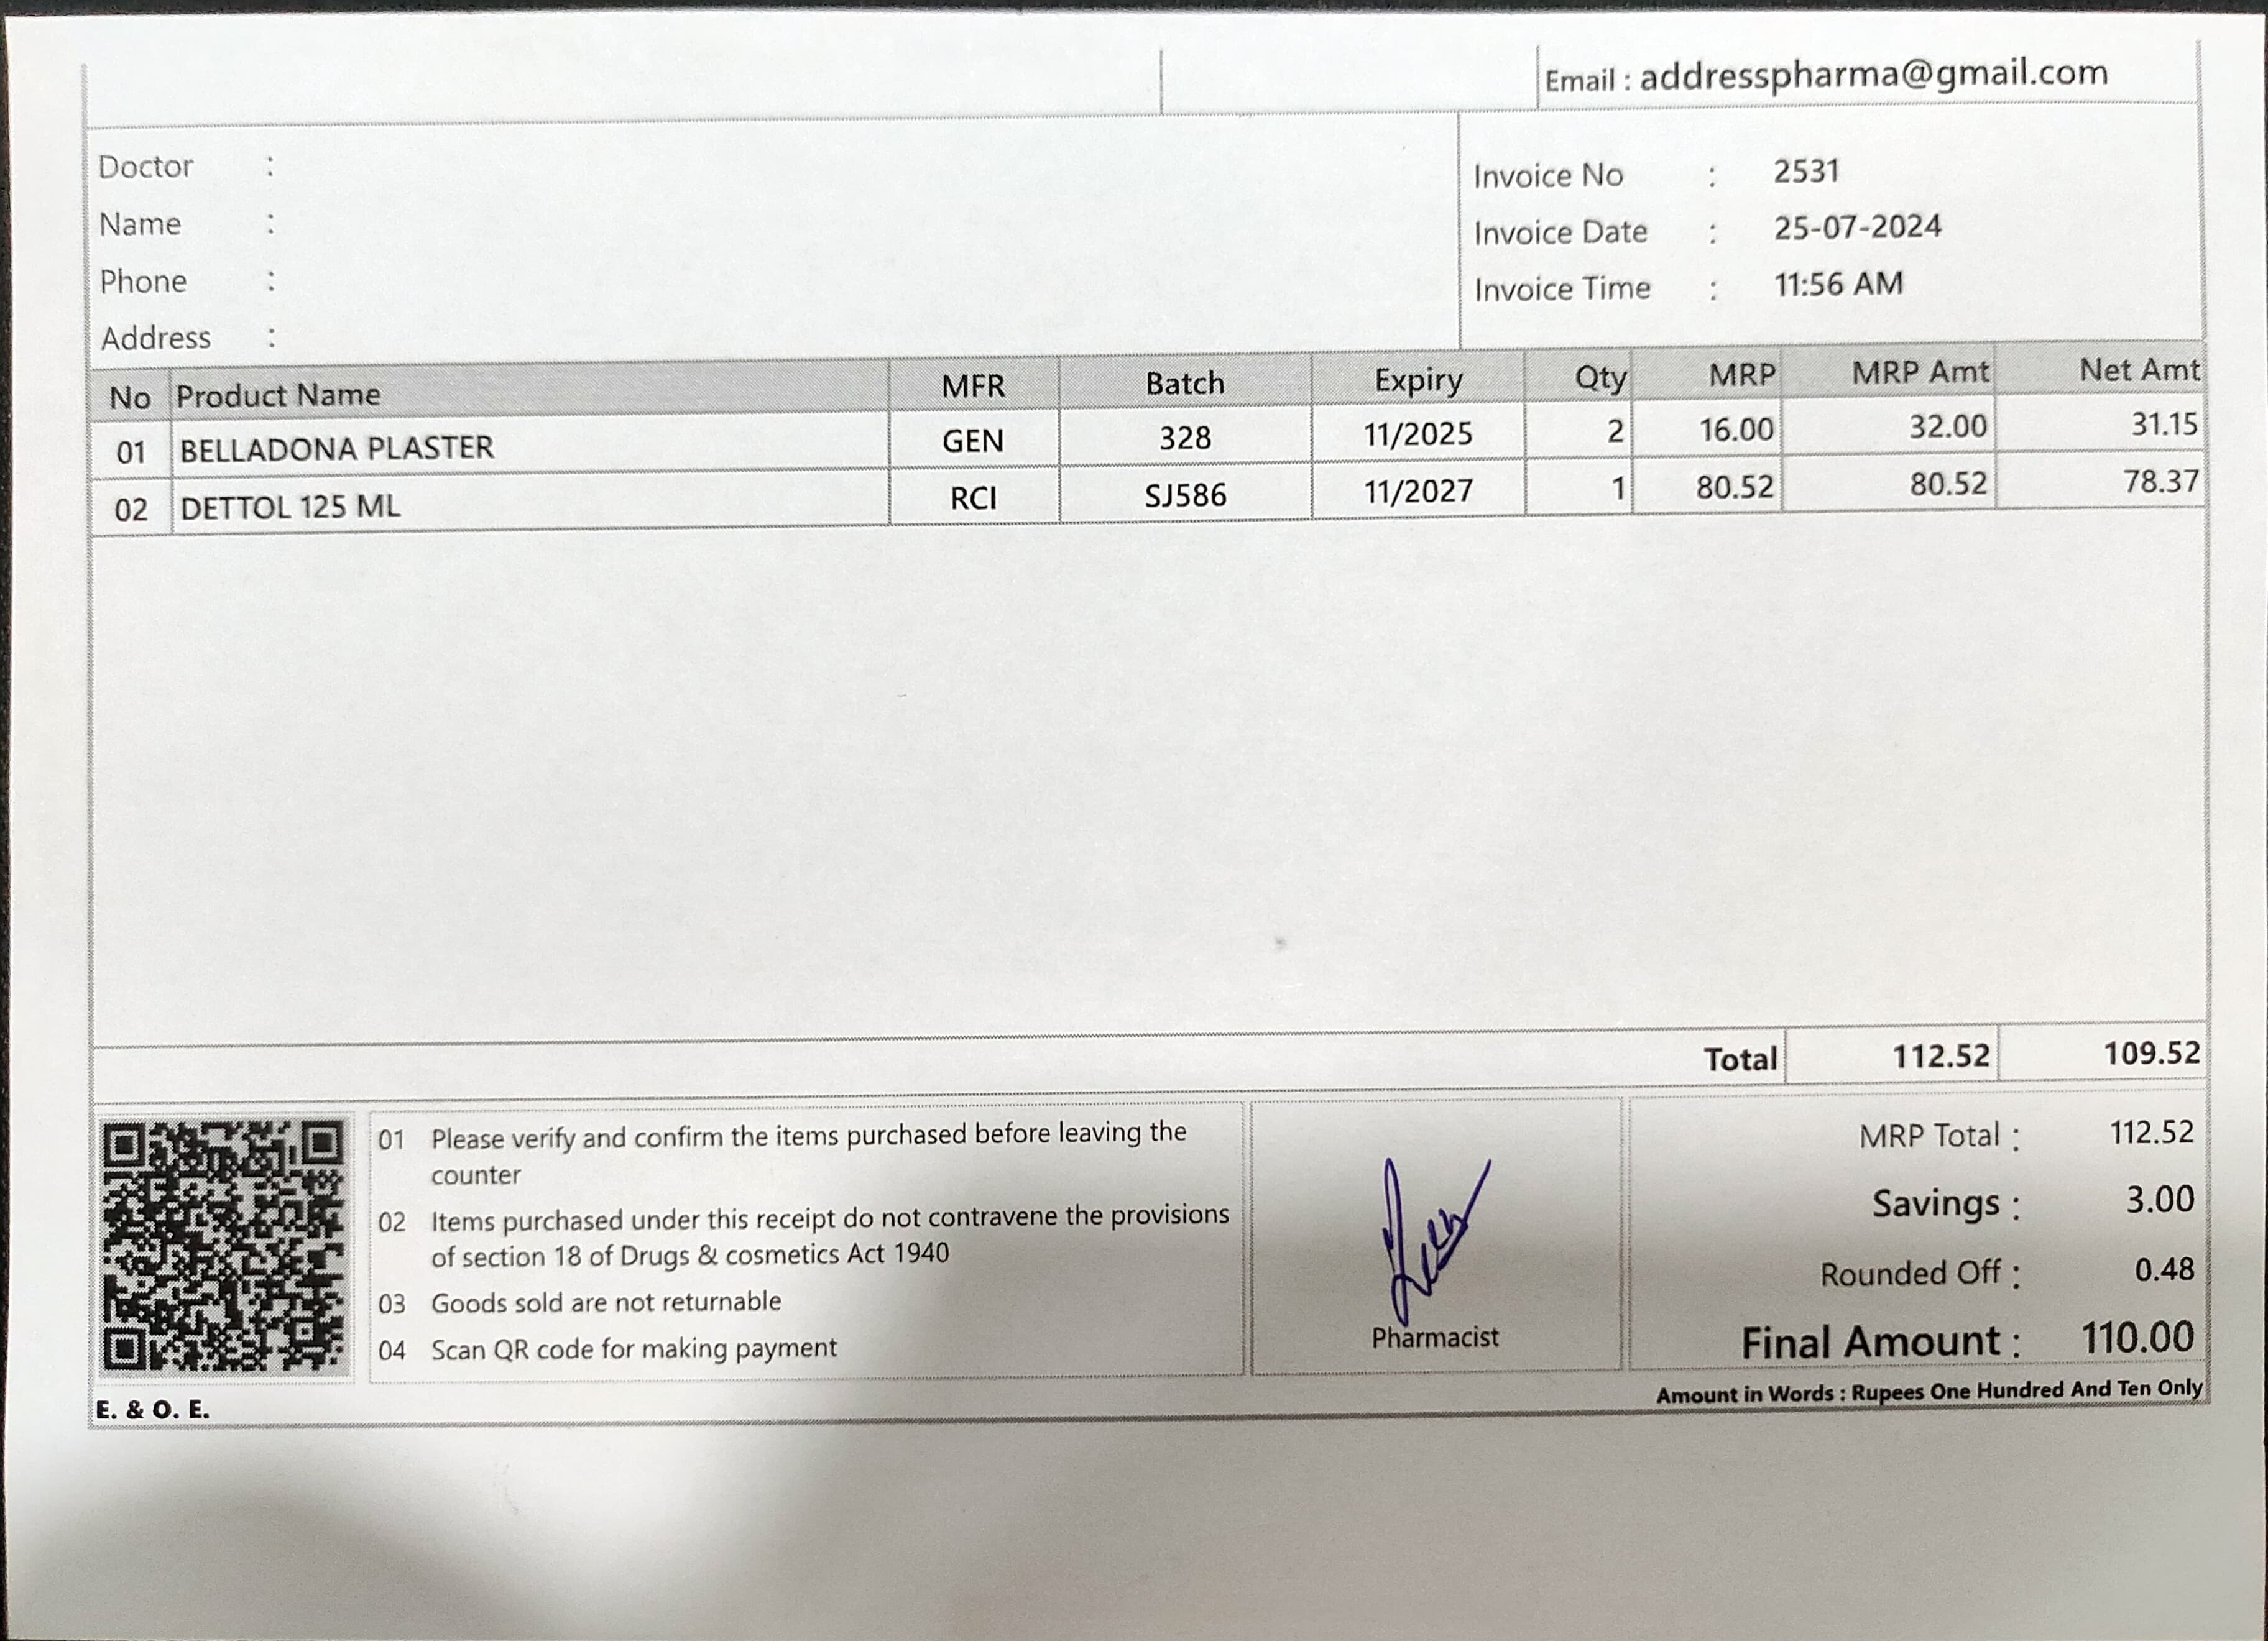 Email : addresspharma@gmail.com
Doctor :
Name :
Phone :
Address :
Invoice No : 2531
Invoice Date : 25-07-2024
Invoice Time : 11:56 AM
No Product Name MFR Batch Expiry Qty MRP MRP Amt Net Amt
01 BELLADONA PLASTER GEN 328 11/2025 2 16.00 32.00 31.15
02 DETTOL 125 ML RCI SJ586 11/2027 1 80.52 80.52 78.37
Total 112.52 109.52
01 Please verify and confirm the items purchased before leaving the
counter
02 Items purchased under this receipt do not contravene the provisions
of section 18 of Drugs & cosmetics Act 1940
03 Goods sold are not returnable
04 Scan QR code for making payment
Pharmacist
MRP Total : 112.52
Savings : 3.00
Rounded Off : 0.48
Final Amount : 110.00
E. & O. E.
Amount in Words : Rupees One Hundred And Ten Only